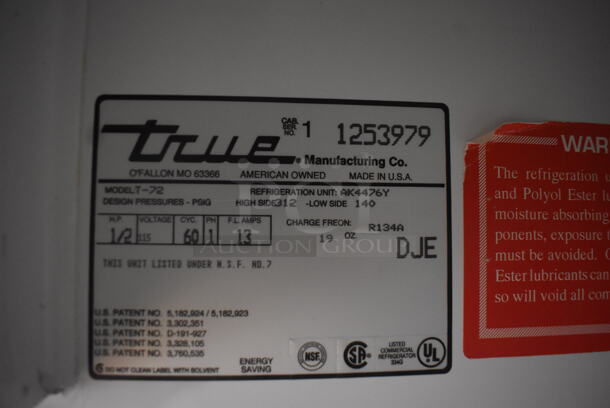 true
CAB. SER. NO. 1 1253979
Manufacturing Co.
O'FALLON MO 63366 AMERICAN OWNED MADE IN U.S.A.
MODEL T-72 REFRIGERATION UNIT: AK4476Y
DESIGN PRESSURES - PSIG HIGH SIDE 312 - LOW SIDE 140
H.P. VOLTAGE CYC. PH F.L. AMPS CHARGE FREON: R134A
1/2 115 60 1 13 19 OZ
DJE
AUCTION GROUP
THIS UNIT LISTED UNDER N.S.F. NO.7
U.S. PATENT NO. 5,182,924 / 5,182,923
U.S. PATENT NO. 3,302,351
U.S. PATENT NO. D-191-927
U.S. PATENT NO. 3,328,105
U.S. PATENT NO. 3,760,535
DO NOT CLEAN LABEL WITH SOLVENT
ENERGY SAVING
NSF
SA
LISTED COMMERCIAL REFRIGERATOR
UL
WAR
The refrigeration u
and Polyol Ester lu
moisture absorbing
ponents, exposure t
must be avoided.
Ester lubricants can
so will void all com